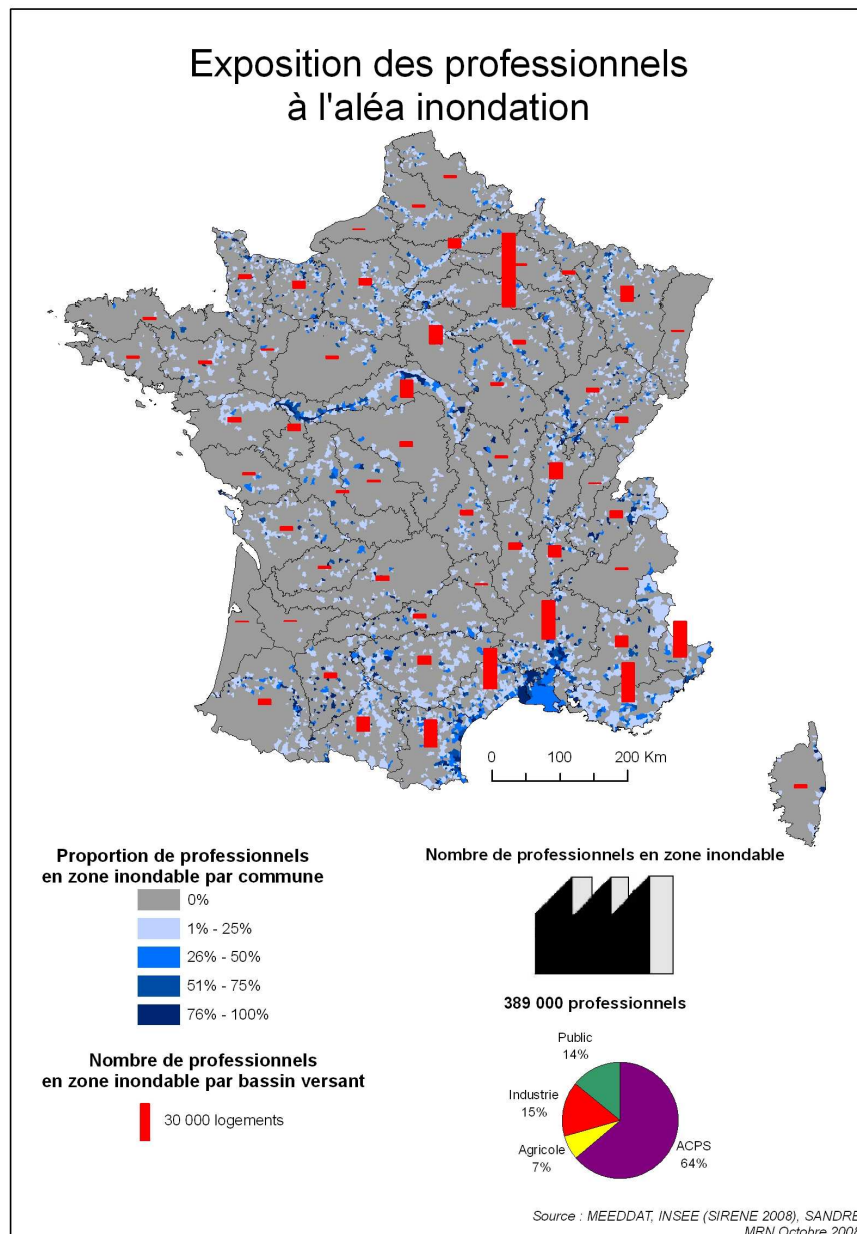 Exposition des professionnels
à l'aléa inondation
0 100 200 Km
Proportion de professionnels
en zone inondable par commune
0%
1% - 25%
26% - 50%
51% - 75%
76% - 100%
Nombre de professionnels
en zone inondable par bassin versant
30 000 logements
Nombre de professionnels en zone inondable
389 000 professionnels
Public
14%
Industrie
15%
Agricole
7%
ACPS
64%
Source : MEEDDAT, INSEE (SIRENE 2008), SANDRE
MRN Octobre 2008